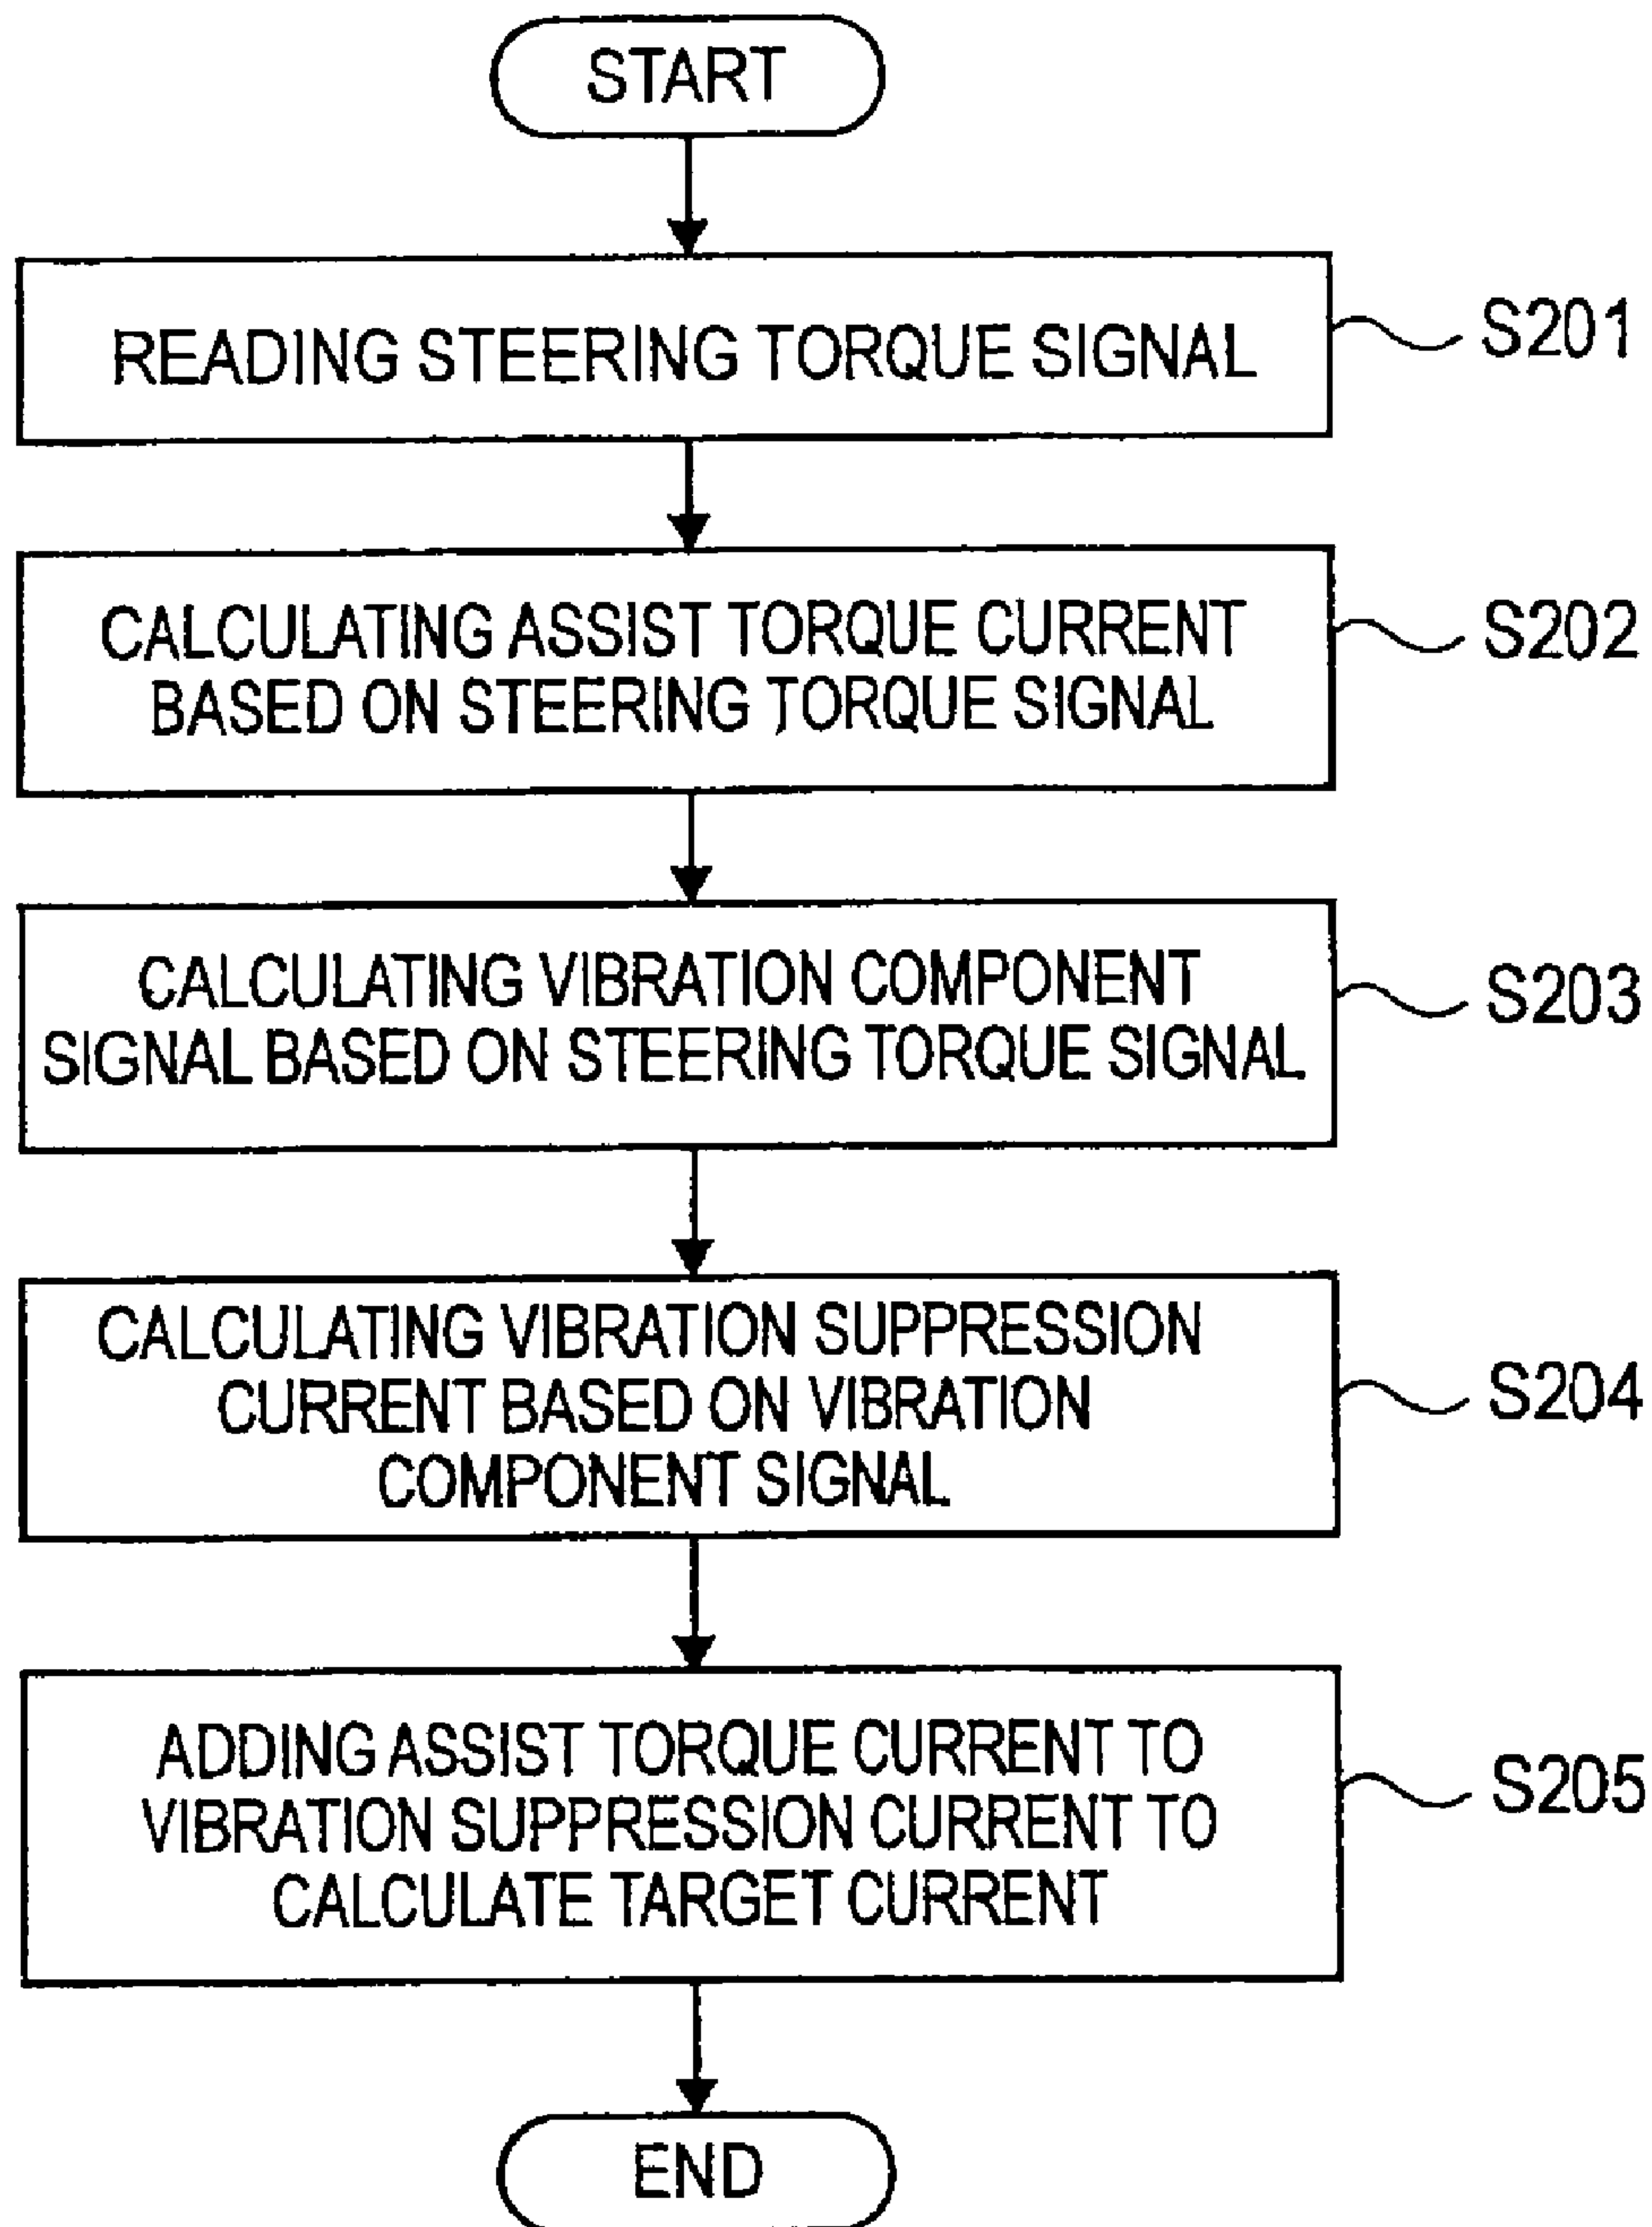 START
READING STEERING TORQUE SIGNAL
S201
CALCULATING ASSIST TORQUE CURRENT
BASED ON STEERING TORQUE SIGNAL
S202
CALCULATING VIBRATION COMPONENT
SIGNAL BASED ON STEERING TORQUE SIGNAL
S203
CALCULATING VIBRATION SUPPRESSION
CURRENT BASED ON VIBRATION
COMPONENT SIGNAL
S204
ADDING ASSIST TORQUE CURRENT TO
VIBRATION SUPPRESSION CURRENT TO
CALCULATE TARGET CURRENT
S205
END